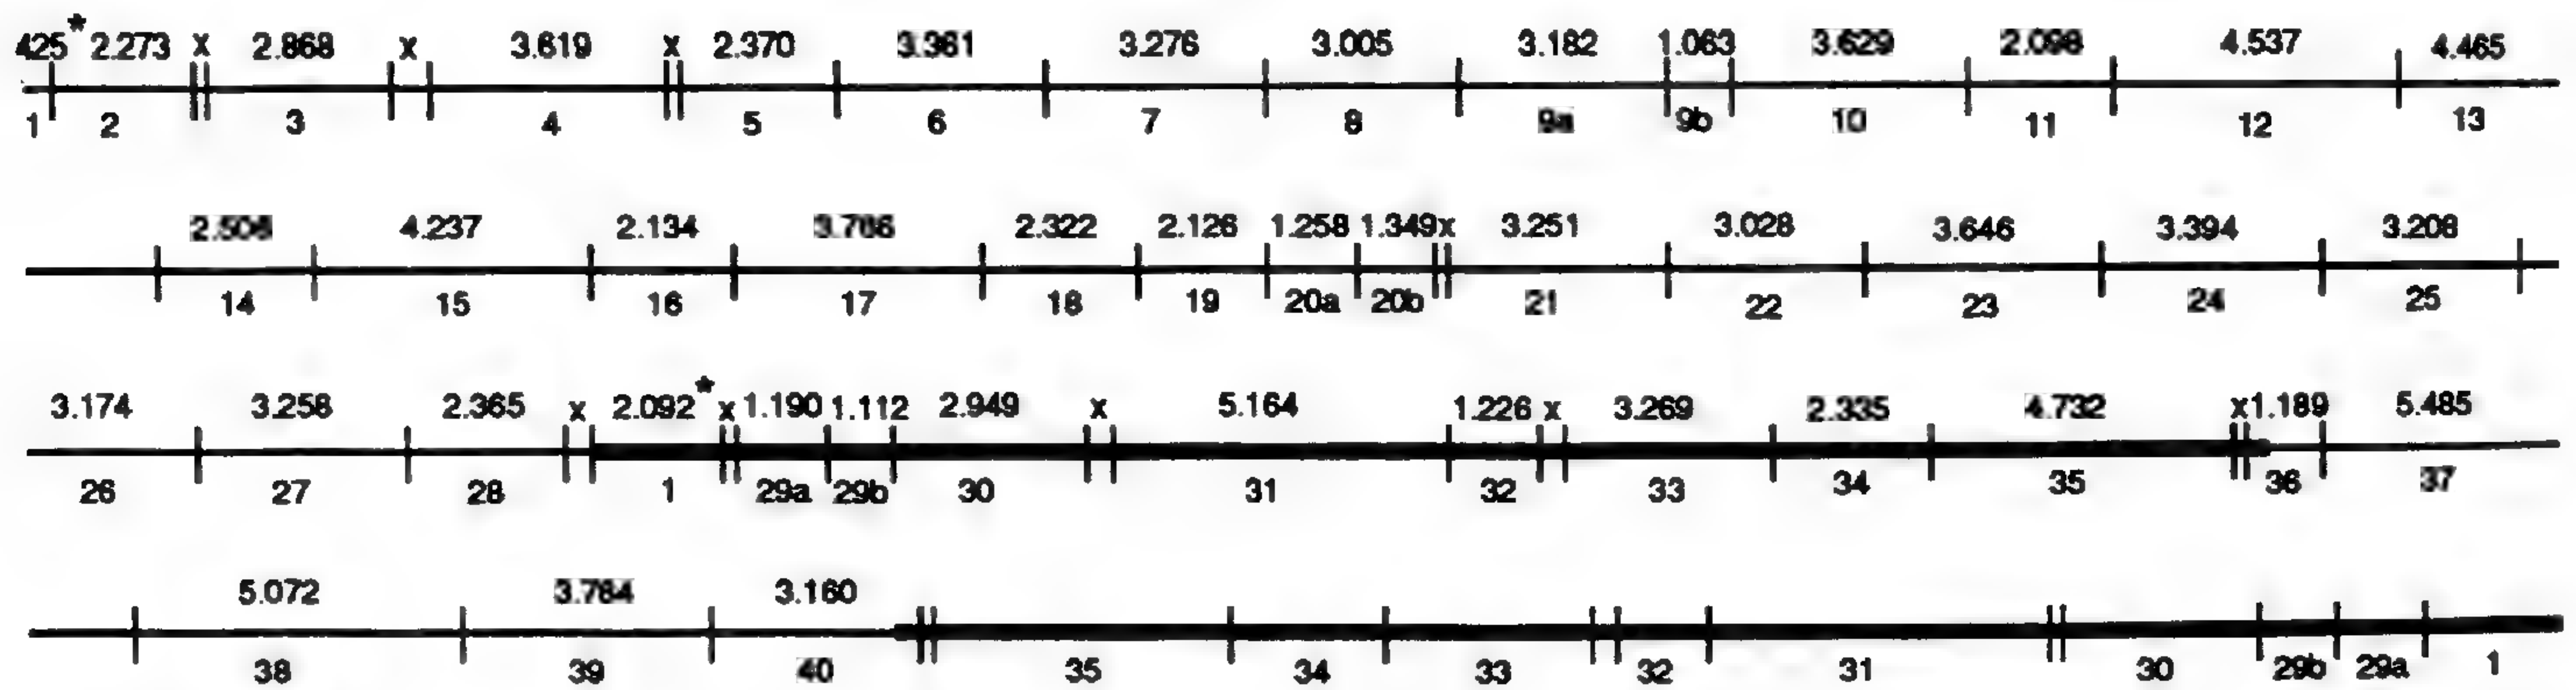 425* 2.273 x 2.868 x 3.619 x 2.370 3.361 3.276 3.005 3.182 1.063 3.629 2.098 4.537 4.465
1 2 3 4 5 6 7 8 9a 9b 10 11 12 13
2.506 4.237 2.134 3.786 2.322 2.126 1.258 1.349 x 3.251 3.028 3.646 3.394 3.208
14 15 16 17 18 19 20a 20b 21 22 23 24 25
3.174 3.258 2.365 x 2.092* x 1.190 1.112 2.949 x 5.164 1.226 x 3.269 2.335 4.732 x 1.189 5.485
26 27 28 1 29a 29b 30 31 32 33 34 35 36 37
5.072 3.784 3.160
38 39 40 35 34 33 32 31 30 29b 29a 1